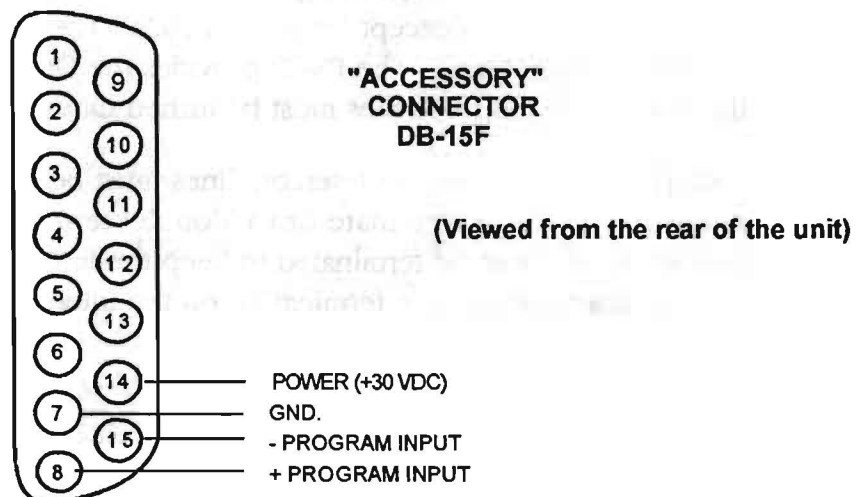 1
9
2
10
3
11
4
12
5
13
6
14
7
15
8
"ACCESSORY"
CONNECTOR
DB-15F
(Viewed from the rear of the unit)
POWER (+30 VDC)
GND.
- PROGRAM INPUT
+ PROGRAM INPUT